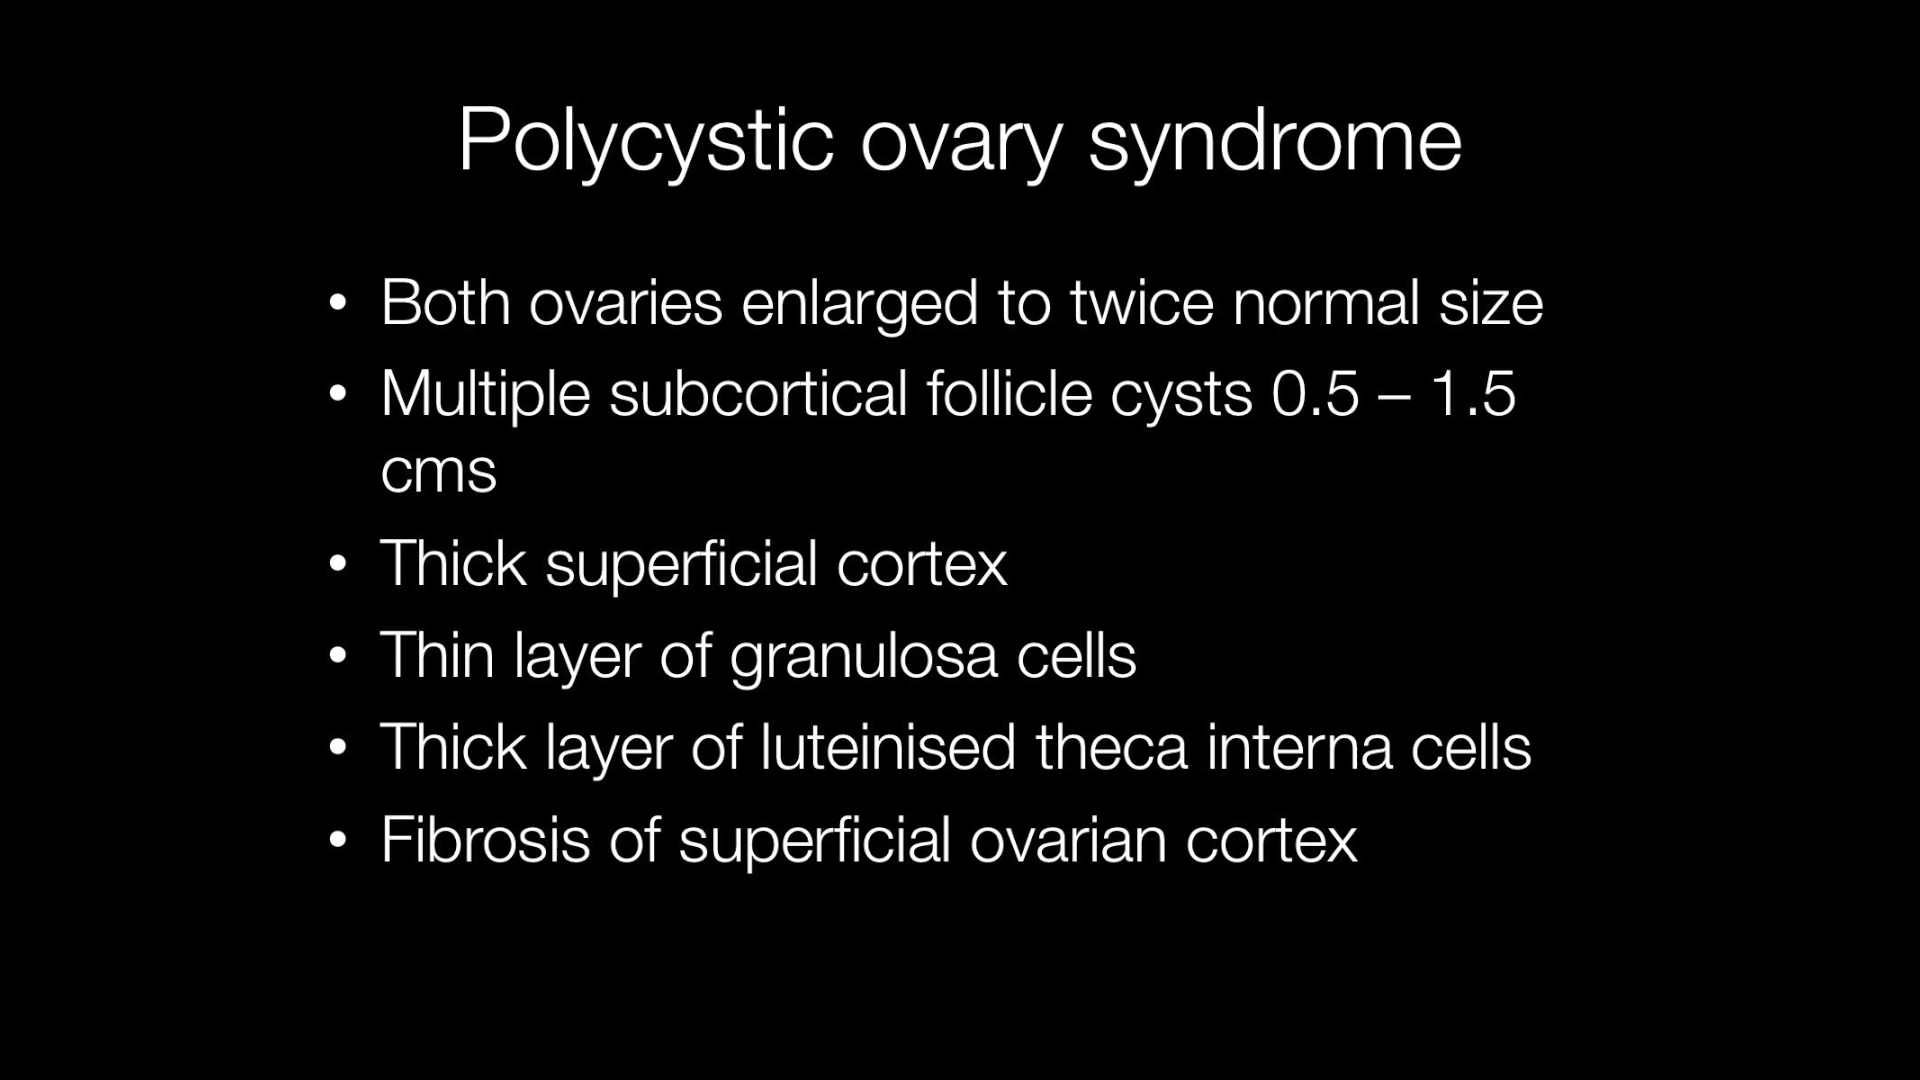 Polycystic ovary syndrome
• Both ovaries enlarged to twice normal size
• Multiple subcortical follicle cysts 0.5 – 1.5
cms
• Thick superficial cortex
• Thin layer of granulosa cells
• Thick layer of luteinised theca interna cells
• Fibrosis of superficial ovarian cortex